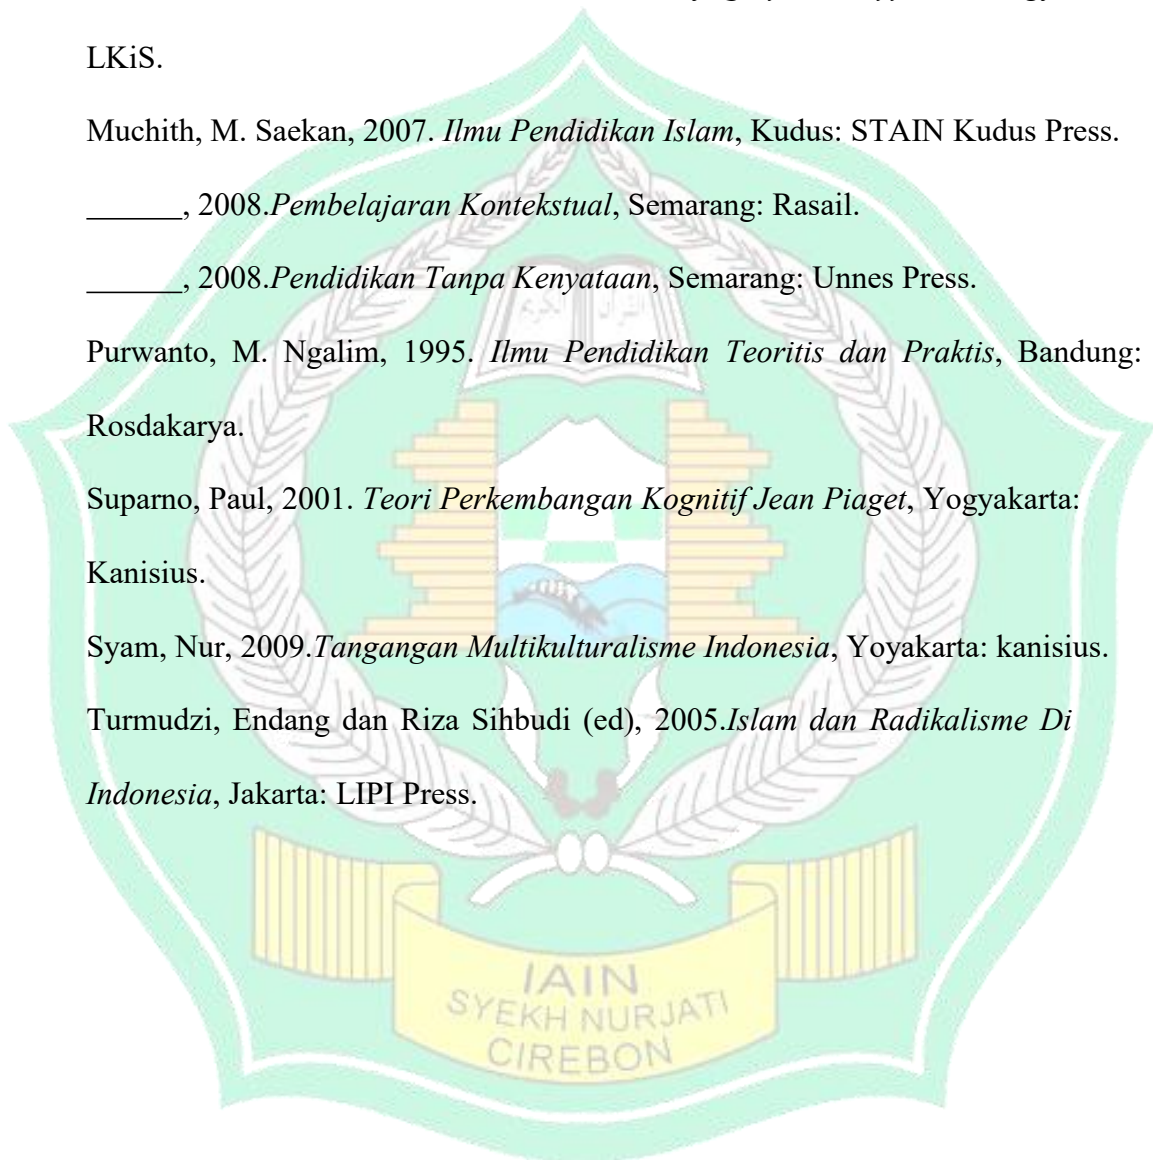 LKiS.
Muchith, M. Saekan, 2007. Ilmu Pendidikan Islam, Kudus: STAIN Kudus Press.
______, 2008.Pembelajaran Kontekstual, Semarang: Rasail.
______, 2008.Pendidikan Tanpa Kenyataan, Semarang: Unnes Press.
Purwanto, M. Ngalim, 1995. Ilmu Pendidikan Teoritis dan Praktis, Bandung:
Rosdakarya.
Suparno, Paul, 2001. Teori Perkembangan Kognitif Jean Piaget, Yogyakarta:
Kanisius.
Syam, Nur, 2009.Tangangan Multikulturalisme Indonesia, Yoyakarta: kanisius.
Turmudzi, Endang dan Riza Sihbudi (ed), 2005.Islam dan Radikalisme Di
Indonesia, Jakarta: LIPI Press.
القرآن الكريم
IAIN
SYEKH NURJATI
CIREBON